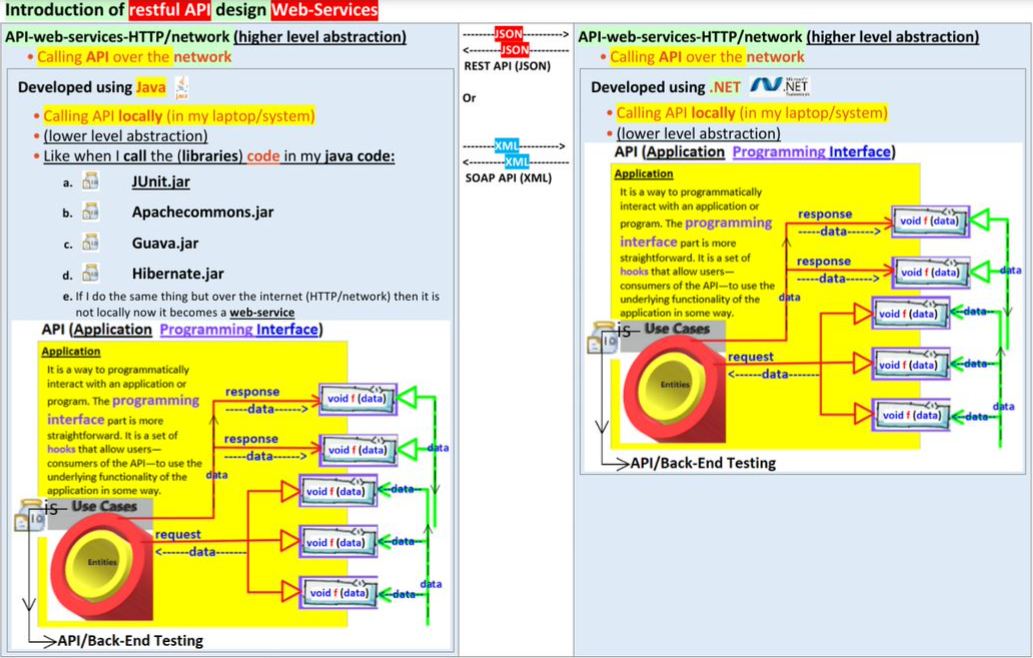 Introduction of restful API design Web-Services
API-web-services-HTTP/network (higher level abstraction)
• Calling API over the network
Developed using Java
• Calling API locally (in my laptop/system)
• (lower level abstraction)
• Like when I call the (libraries) code in my java code:
a. JUnit.jar
b. Apachecommons.jar
c. Guava.jar
d. Hibernate.jar
e. If I do the same thing but over the internet (HTTP/network) then it is
not locally now it becomes a web-service
API (Application Programming Interface)
Application
It is a way to programmatically
interact with an application or
program. The programming
interface part is more
straightforward. It is a set of
hooks that allow users—
consumers of the API—to use the
underlying functionality of the
application in some way.
response
-----data------>
response
-----data------>
data
is
Use Cases
Entities
request
<------data-------
void f (data)
void f (data)
void f (data)
void f (data)
void f (data)
data
--data--
--data--
data
--data--
API/Back-End Testing
------JSON-------->
<-------JSON------
REST API (JSON)
Or
------XML-------->
<-------XML------
SOAP API (XML)
API-web-services-HTTP/network (higher level abstraction)
• Calling API over the network
Developed using .NET
.NET
• Calling API locally (in my laptop/system)
• (lower level abstraction)
API (Application Programming Interface)
Application
It is a way to programmatically
interact with an application or
program. The programming
interface part is more
straightforward. It is a set of
hooks that allow users—
consumers of the API—to use the
underlying functionality of the
application in some way.
response
-----data------>
response
-----data------>
data
is
Use Cases
Entities
request
<------data-------
void f (data)
void f (data)
void f (data)
void f (data)
void f (data)
data
--data--
--data--
data
--data--
API/Back-End Testing